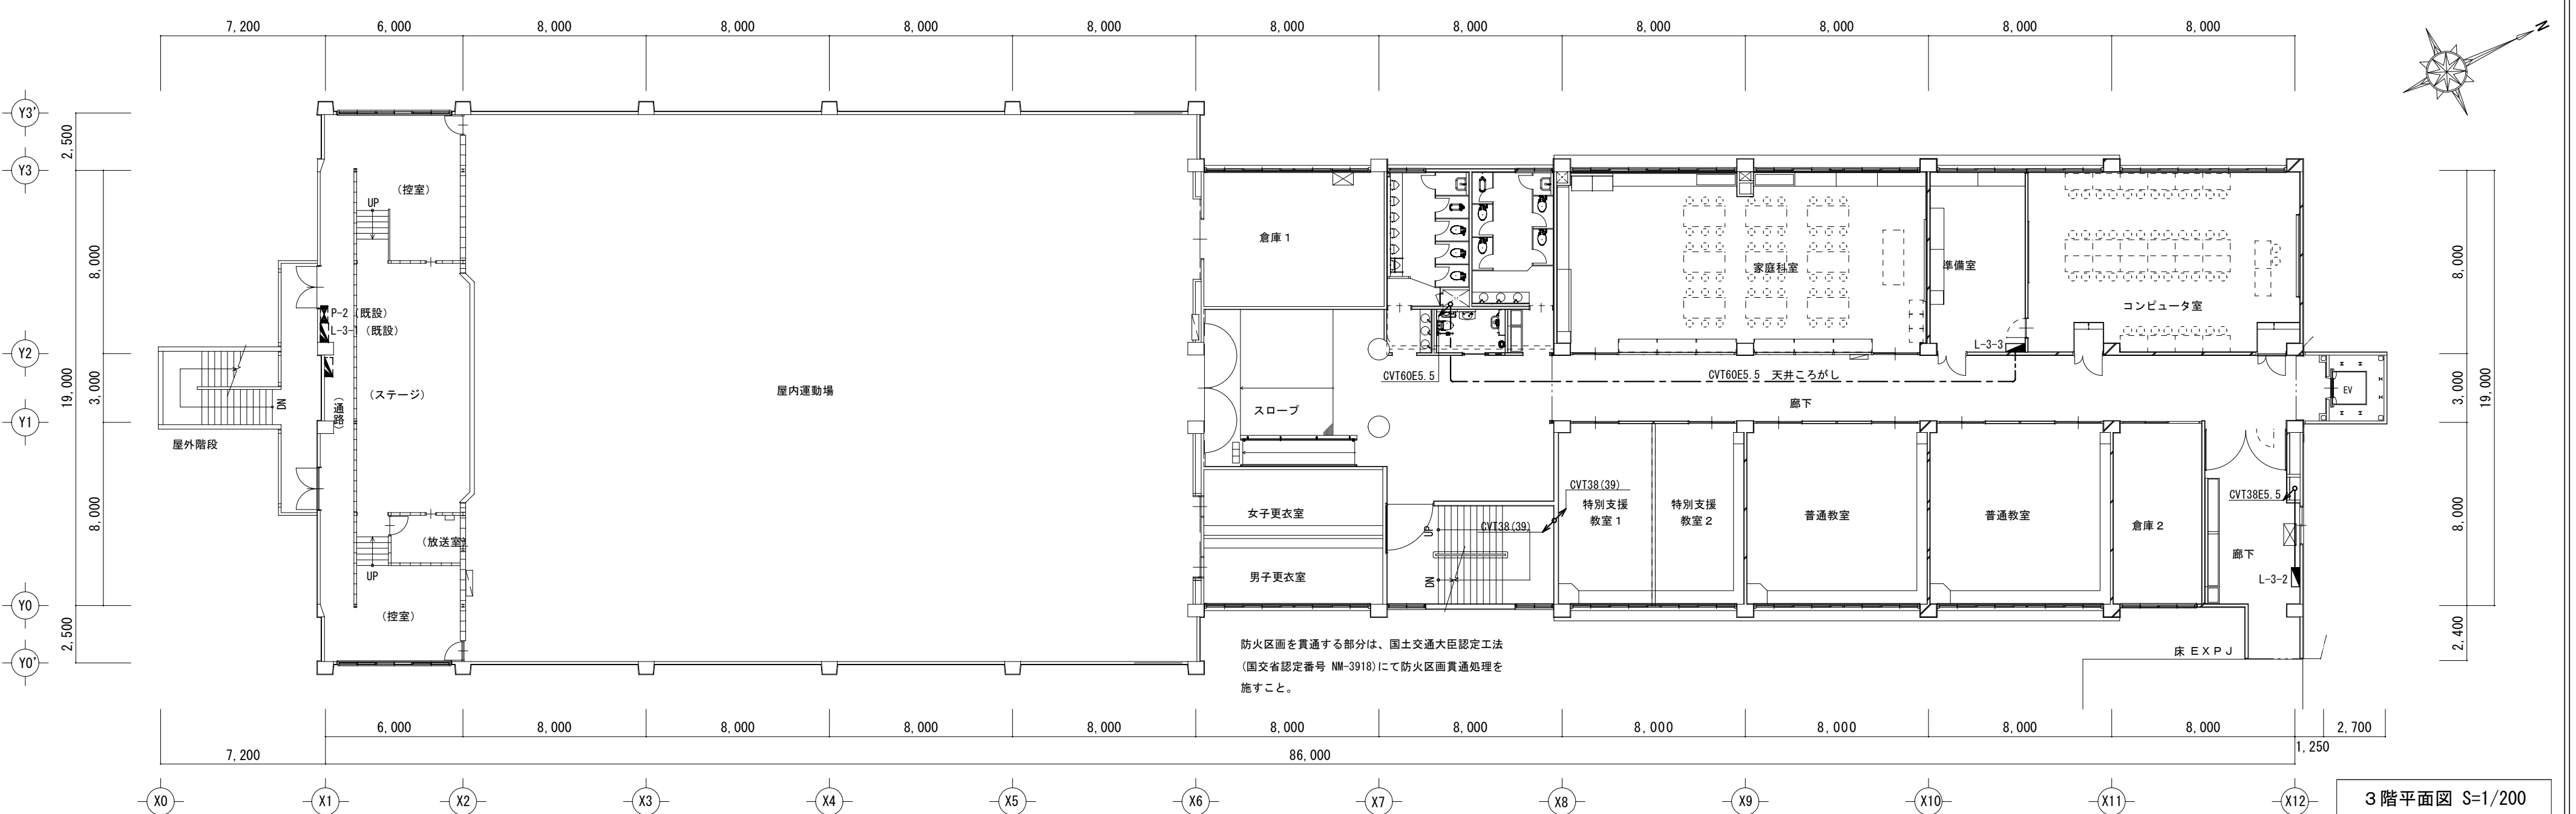 7,200 6,000 8,000 8,000 8,000 8,000 8,000 8,000 8,000 8,000 8,000 8,000
N
Y3'
2,500
Y3
8,000
Y2
19,000
3,000
Y1
8,000
Y0
2,500
Y0'
(控室)
UP
P-2 (既設)
L-3-1 (既設)
(ステージ)
(通路)
DN
屋外階段
(放送室)
UP
(控室)
屋内運動場
倉庫1
スロープ
女子更衣室
男子更衣室
CVT60E5.5
CVT60E5.5 天井ころがし
家庭科室
準備室
コンピュータ室
L-3-3
EV
廊下
UP
DN
CVT38(39)
CVT38(39)
特別支援
教室1
特別支援
教室2
普通教室
普通教室
倉庫2
CVT38E5.5
廊下
L-3-2
床EXPJ
8,000
3,000
19,000
8,000
2,400
防火区画を貫通する部分は、国土交通大臣認定工法
(国交省認定番号 NM-3918)にて防火区画貫通処理を
施すこと。
6,000 8,000 8,000 8,000 8,000 8,000 8,000 8,000 8,000 8,000 8,000 2,700
7,200 86,000 1,250
X0 X1 X2 X3 X4 X5 X6 X7 X8 X9 X10 X11 X12
3階平面図 S=1/200